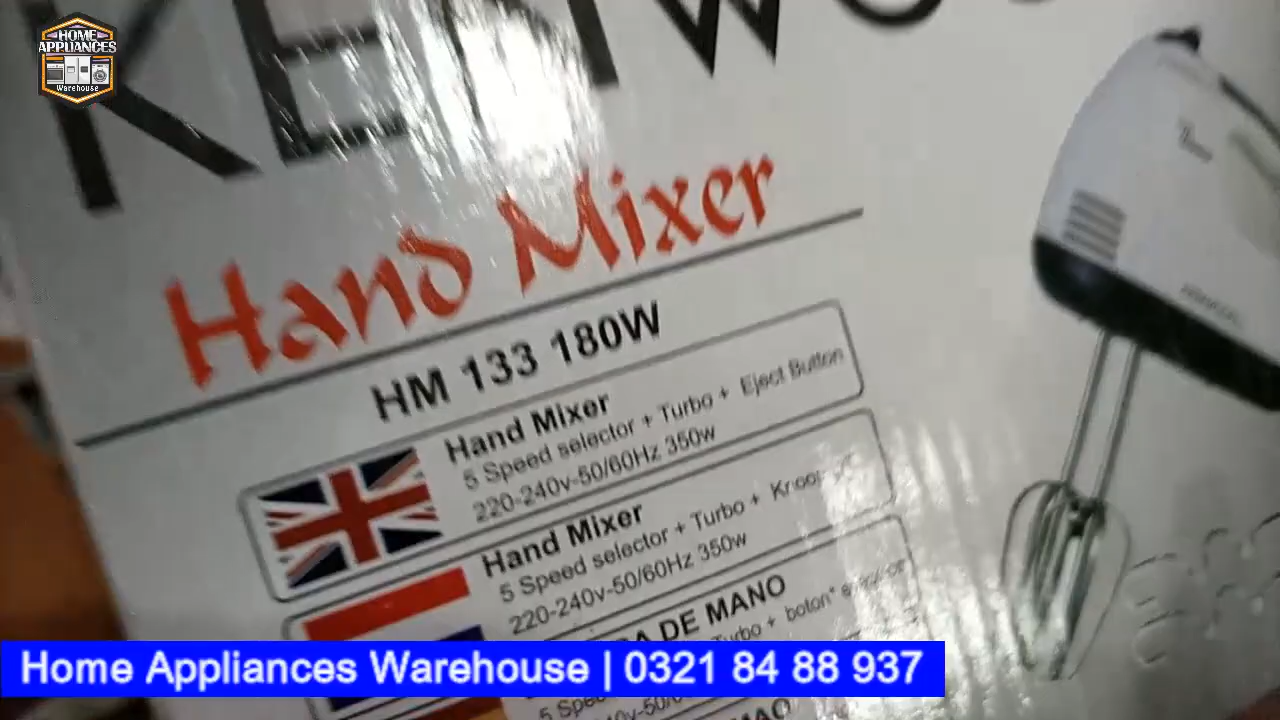 HOME
APPLIANCES
Warehouse
Hand Mixer
HM 133 180W
Hand Mixer
5 Speed selector + Turbo + Eject Button
220-240v-50/60Hz 350w
Hand Mixer
5 Speed selector + Turbo +
220-240v-50/60Hz 350w
DE MANO
Turbo + boton*
Home Appliances Warehouse | 0321 84 88 937